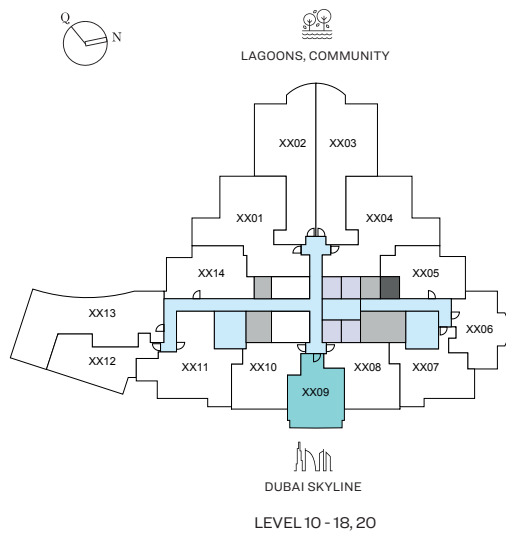 Q
N
LAGOONS, COMMUNITY
XX02
XX03
XX01
XX04
XX14
XX05
XX13
XX06
XX12
XX11
XX10
XX08
XX07
XX09
DUBAI SKYLINE
LEVEL 10 - 18, 20